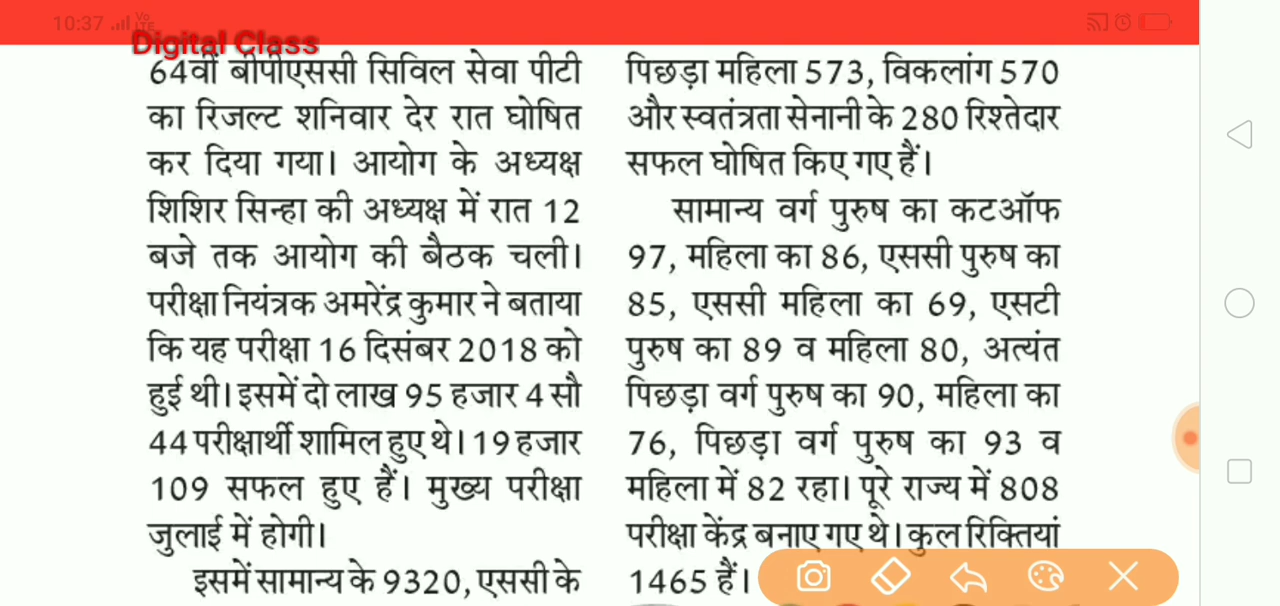 10:37
Vo
LTE
Digital Class
64वीं बीपीएससी सिविल सेवा पीटी
का रिजल्ट शनिवार देर रात घोषित
कर दिया गया। आयोग के अध्यक्ष
शिशिर सिन्हा की अध्यक्ष में रात 12
बजे तक आयोग की बैठक चली।
परीक्षा नियंत्रक अमरेंद्र कुमार ने बताया
कि यह परीक्षा 16 दिसंबर 2018 को
हुई थी। इसमें दो लाख 95 हजार 4 सौ
44 परीक्षार्थी शामिल हुए थे। 19 हजार
109 सफल हुए हैं। मुख्य परीक्षा
जुलाई में होगी।
इसमें सामान्य के 9320, एससी के
पिछड़ा महिला 573, विकलांग 570
और स्वतंत्रता सेनानी के 280 रिश्तेदार
सफल घोषित किए गए हैं।
सामान्य वर्ग पुरुष का कटऑफ
97, महिला का 86, एससी पुरुष का
85, एससी महिला का 69, एसटी
पुरुष का 89 व महिला 80, अत्यंत
पिछड़ा वर्ग पुरुष का 90, महिला का
76, पिछड़ा वर्ग पुरुष का 93 व
महिला में 82 रहा। पूरे राज्य में 808
परीक्षा केंद्र बनाए गए थे। कुल रिक्तियां
1465 हैं।